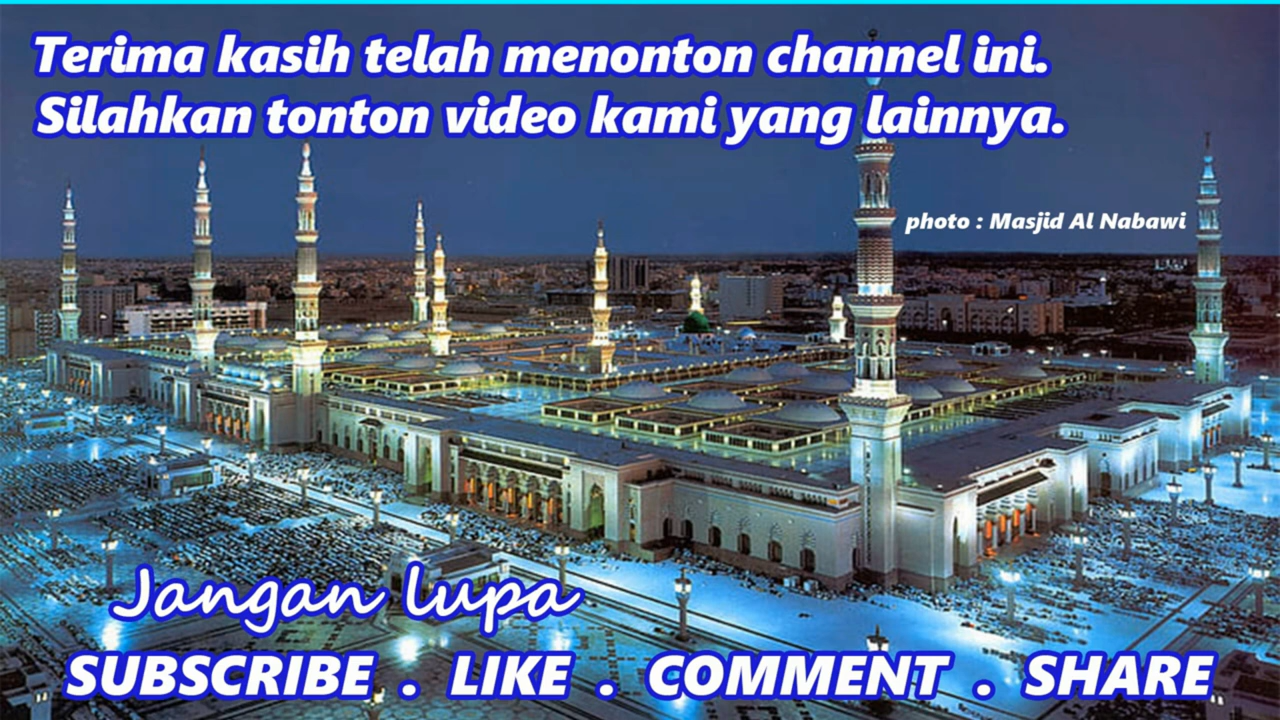 Terima kasih telah menonton channel ini.
Silahkan tonton video kami yang lainnya.
photo : Masjid Al Nabawi
Jangan lupa
SUBSCRIBE . LIKE . COMMENT . SHARE